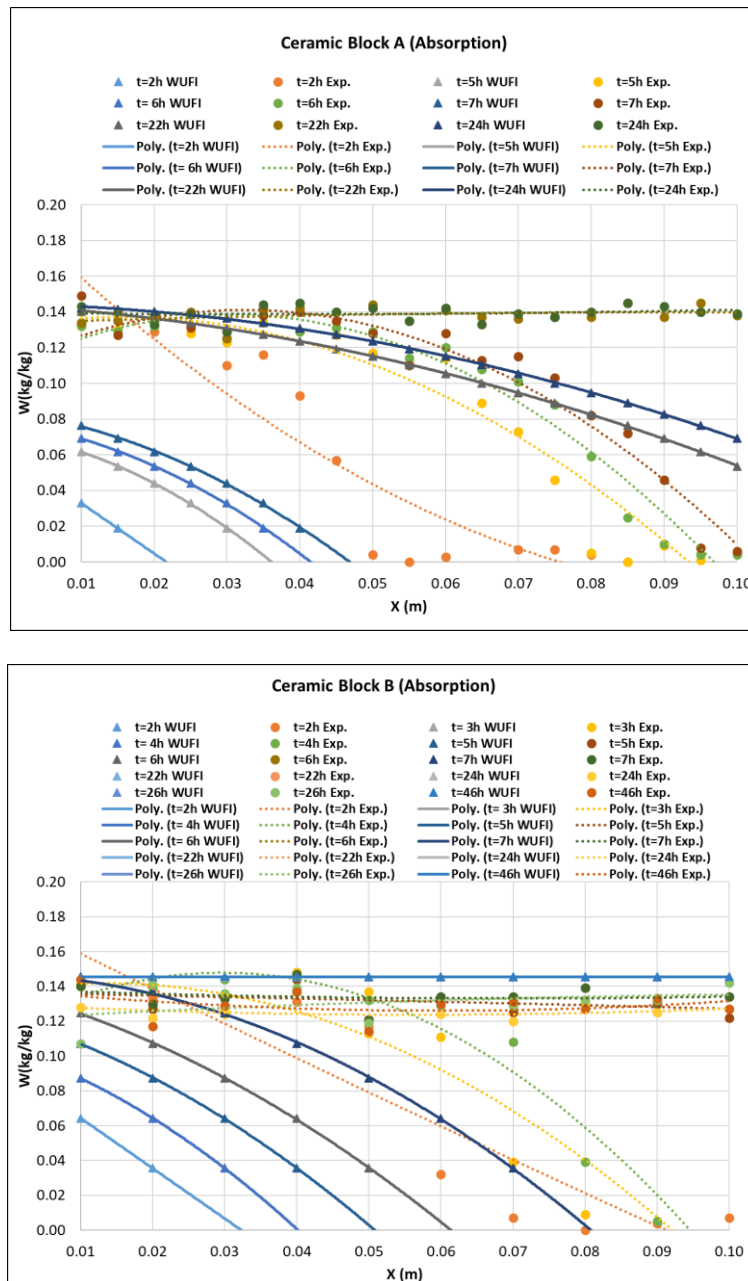 Ceramic Block A (Absorption)
t=2h WUFI t=2h Exp. t=5h WUFI t=5h Exp.
t= 6h WUFI t=6h Exp. t=7h WUFI t=7h Exp.
t=22h WUFI t=22h Exp. t=24h WUFI t=24h Exp.
Poly. (t=2h WUFI) Poly. (t=2h Exp.) Poly. (t=5h WUFI) Poly. (t=5h Exp.)
Poly. (t= 6h WUFI) Poly. (t=6h Exp.) Poly. (t=7h WUFI) Poly. (t=7h Exp.)
Poly. (t=22h WUFI) Poly. (t=22h Exp.) Poly. (t=24h WUFI) Poly. (t=24h Exp.)
0.20
0.18
0.16
0.14
0.12
0.10
0.08
0.06
0.04
0.02
0.00
W(kg/kg)
0.01 0.02 0.03 0.04 0.05 0.06 0.07 0.08 0.09 0.10
X (m)
Ceramic Block B (Absorption)
t=2h WUFI t=2h Exp. t= 3h WUFI t=3h Exp.
t= 4h WUFI t=4h Exp. t=5h WUFI t=5h Exp.
t= 6h WUFI t=6h Exp. t=7h WUFI t=7h Exp.
t=22h WUFI t=22h Exp. t=24h WUFI t=24h Exp.
t=26h WUFI t=26h Exp. t=46h WUFI t=46h Exp.
Poly. (t=2h WUFI) Poly. (t=2h Exp.) Poly. (t= 3h WUFI) Poly. (t=3h Exp.)
Poly. (t= 4h WUFI) Poly. (t=4h Exp.) Poly. (t=5h WUFI) Poly. (t=5h Exp.)
Poly. (t= 6h WUFI) Poly. (t=6h Exp.) Poly. (t=7h WUFI) Poly. (t=7h Exp.)
Poly. (t=22h WUFI) Poly. (t=22h Exp.) Poly. (t=24h WUFI) Poly. (t=24h Exp.)
Poly. (t=26h WUFI) Poly. (t=26h Exp.) Poly. (t=46h WUFI) Poly. (t=46h Exp.)
0.20
0.18
0.16
0.14
0.12
0.10
0.08
0.06
0.04
0.02
0.00
W(kg/kg)
0.01 0.02 0.03 0.04 0.05 0.06 0.07 0.08 0.09 0.10
X (m)